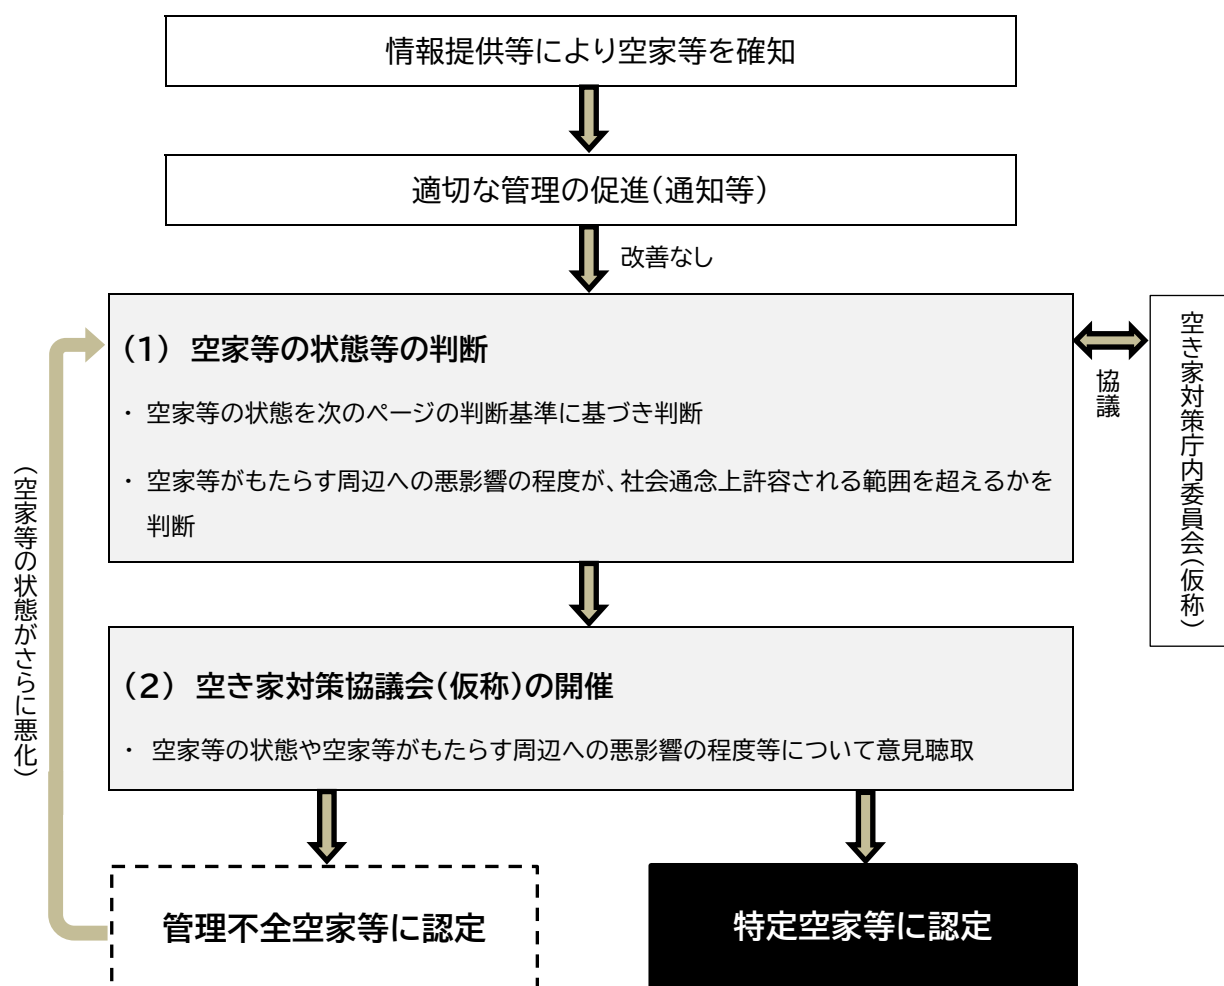 情報提供等により空家等を確知
適切な管理の促進（通知等）
改善なし
（１） 空家等の状態等の判断
・ 空家等の状態を次のページの判断基準に基づき判断
・ 空家等がもたらす周辺への悪影響の程度が、社会通念上許容される範囲を超えるかを
判断
協議
空き家対策庁内委員会（仮称）
（２） 空き家対策協議会（仮称）の開催
・ 空家等の状態や空家等がもたらす周辺への悪影響の程度等について意見聴取
（空家等の状態がさらに悪化）
管理不全空家等に認定
特定空家等に認定